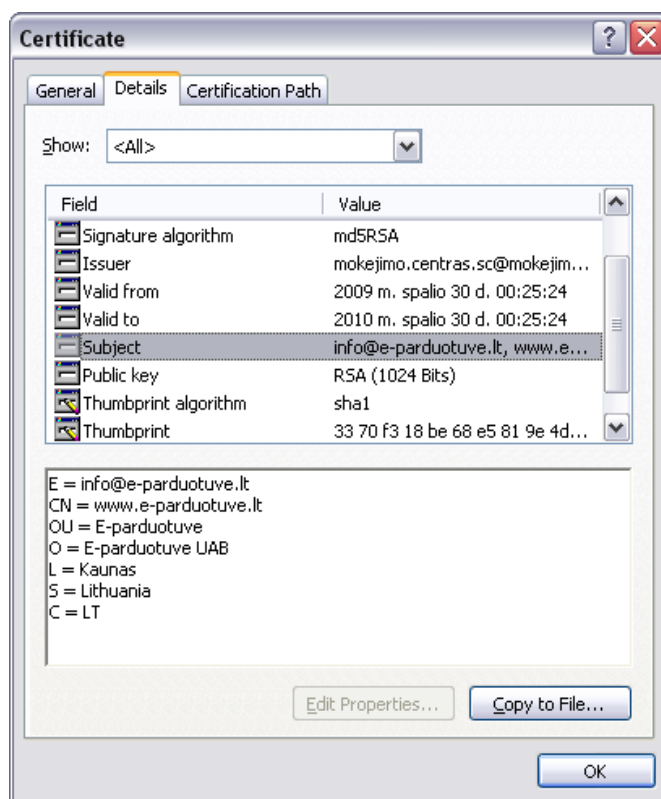 Certificate
General Details Certification Path
Show: <All>
Field Value
Signature algorithm md5RSA
Issuer mokejimo.centras.sc@mokejim...
Valid from 2009 m. spalio 30 d. 00:25:24
Valid to 2010 m. spalio 30 d. 00:25:24
Subject info@e-parduotuve.lt, www.e...
Public key RSA (1024 Bits)
Thumbprint algorithm sha1
Thumbprint 33 70 f3 18 be 68 e5 81 9e 4d...
E = info@e-parduotuve.lt
CN = www.e-parduotuve.lt
OU = E-parduotuve
O = E-parduotuve UAB
L = Kaunas
S = Lithuania
C = LT
Edit Properties... Copy to File...
OK